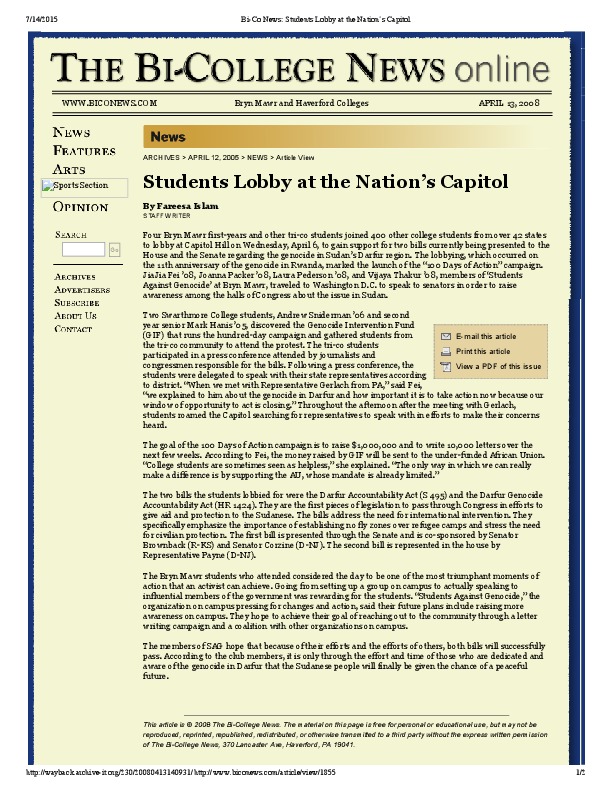 7/14/2015
Bi-Co News: Students Lobby at the Nation's Capitol
THE BI-COLLEGE NEWS online
WWW.BICONEWS.COM
Bryn Mawr and Haverford Colleges
APRIL 13, 2008
NEWS
FEATURES
ARTS
Sports Section
OPINION
SEARCH
Go
ARCHIVES
ADVERTISERS
SUBSCRIBE
ABOUT US
CONTACT
News
ARCHIVES > APRIL 12, 2005 > NEWS > Article View
Students Lobby at the Nation's Capitol
By Fareesa Islam
STAFF WRITER
Four Bryn Mawr first-years and other tri-co students joined 400 other college students from over 42 states
to lobby at Capitol Hill on Wednesday, April 6, to gain support for two bills currently being presented to the
House and the Senate regarding the genocide in Sudan's Darfur region. The lobbying, which occurred on
the 11th anniversary of the genocide in Rwanda, marked the launch of the "100 Days of Action" campaign.
JiaJia Fei '08, Joanna Packer '08, Laura Pederson '08, and Vijaya Thakur '08, members of 'Students
Against Genocide' at Bryn Mawr, traveled to Washington D.C. to speak to senators in order to raise
awareness among the halls of Congress about the issue in Sudan.
Two Swarthmore College students, Andrew Sniderman '06 and second
year senior Mark Hanis'05, discovered the Genocide Intervention Fund
(GIF) that runs the hundred-day campaign and gathered students from
the tri-co community to attend the protest. The tri-co students
participated in a press conference attended by journalists and
congressmen responsible for the bills. Following a press conference, the
students were delegated to speak with their state representatives according
to district. "When we met with Representative Gerlach from PA," said Fei,
"we explained to him about the genocide in Darfur and how important it is to take action now because our
window of opportunity to act is closing." Throughout the afternoon after the meeting with Gerlach,
students roamed the Capitol searching for representatives to speak with in efforts to make their concerns
heard.
E-mail this article
Print this article
View a PDF of this issue
The goal of the 100 Days of Action campaign is to raise $1,000,000 and to write 10,000 letters over the
next few weeks. According to Fei, the money raised by GIF will be sent to the under-funded African Union.
"College students are sometimes seen as helpless," she explained. "The only way in which we can really
make a difference is by supporting the AU, whose mandate is already limited."
The two bills the students lobbied for were the Darfur Accountability Act (S 495) and the Darfur Genocide
Accountability Act (HR 1424). They are the first pieces of legislation to pass through Congress in efforts to
give aid and protection to the Sudanese. The bills address the need for international intervention. They
specifically emphasize the importance of establishing no fly zones over refugee camps and stress the need
for civilian protection. The first bill is presented through the Senate and is co-sponsored by Senator
Brownback (R-KS) and Senator Corzine (D-NJ). The second bill is represented in the house by
Representative Payne (D-NJ).
The Bryn Mawr students who attended considered the day to be one of the most triumphant moments of
action that an activist can achieve. Going from setting up a group on campus to actually speaking to
influential members of the government was rewarding for the students. "Students Against Genocide," the
organization on campus pressing for changes and action, said their future plans include raising more
awareness on campus. They hope to achieve their goal of reaching out to the community through a letter
writing campaign and a coalition with other organizations on campus.
The members of SAG hope that because of their efforts and the efforts of others, both bills will successfully
pass. According to the club members, it is only through the effort and time of those who are dedicated and
aware of the genocide in Darfur that the Sudanese people will finally be given the chance of a peaceful
future.
This article is © 2008 The Bi-College News. The material on this page is free for personal or educational use, but may not be
reproduced, reprinted, republished, redistributed, or otherwise transmitted to a third party without the express written permission
of The Bi-College News, 370 Lancaster Ave, Haverford, PA 19041.
http://wayback.archive-it.org/230/20080413140931/http://www.biconews.com/article/view/1855
1/2